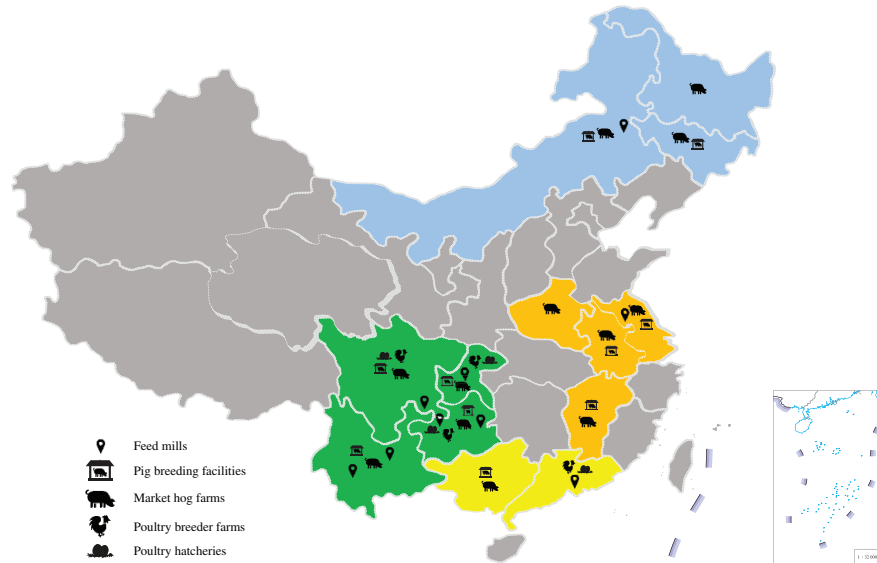 Feed mills
Pig breeding facilities
Market hog farms
Poultry breeder farms
Poultry hatcheries